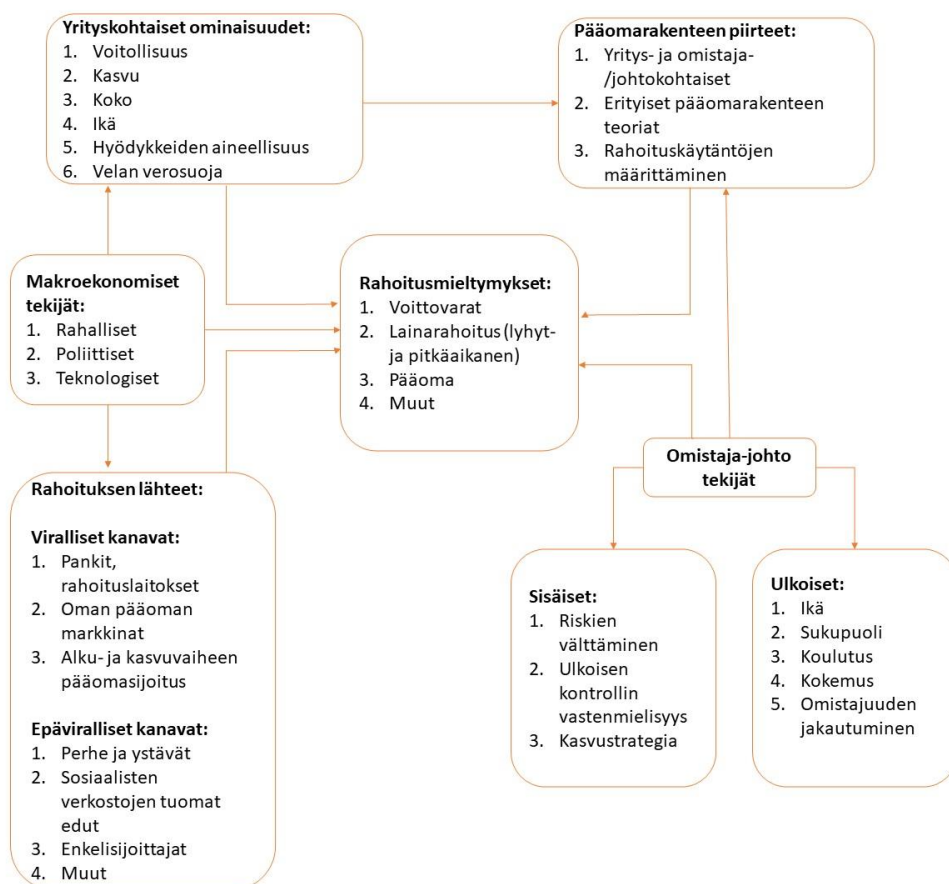 Yrityskohtaiset ominaisuudet:
1. Voitollisuus
2. Kasvu
3. Koko
4. Ikä
5. Hyödykkeiden aineellisuus
6. Velan verosuoja
Pääomarakenteen piirteet:
1. Yritys- ja omistaja-
/johtokohtaiset
2. Erityiset pääomarakenteen
teoriat
3. Rahoituskäytäntöjen
määrittäminen
Makroekonomiset
tekijät:
1. Rahalliset
2. Poliittiset
3. Teknologiset
Rahoitusmieltymykset:
1. Voittovarat
2. Lainarahoitus (lyhyt-
ja pitkäaikanen)
3. Pääoma
4. Muut
Omistaja-johto
tekijät
Rahoituksen lähteet:
Viralliset kanavat:
1. Pankit,
rahoituslaitokset
2. Oman pääoman
markkinat
3. Alku- ja kasvuvaiheen
pääomasijoitus
Epäviralliset kanavat:
1. Perhe ja ystävät
2. Sosiaalisten
verkostojen tuomat
edut
3. Enkelisijoittajat
4. Muut
Sisäiset:
1. Riskien
välttäminen
2. Ulkoisen
kontrollin
vastenmielisyys
3. Kasvustrategia
Ulkoiset:
1. Ikä
2. Sukupuoli
3. Koulutus
4. Kokemus
5. Omistajuuden
jakautuminen